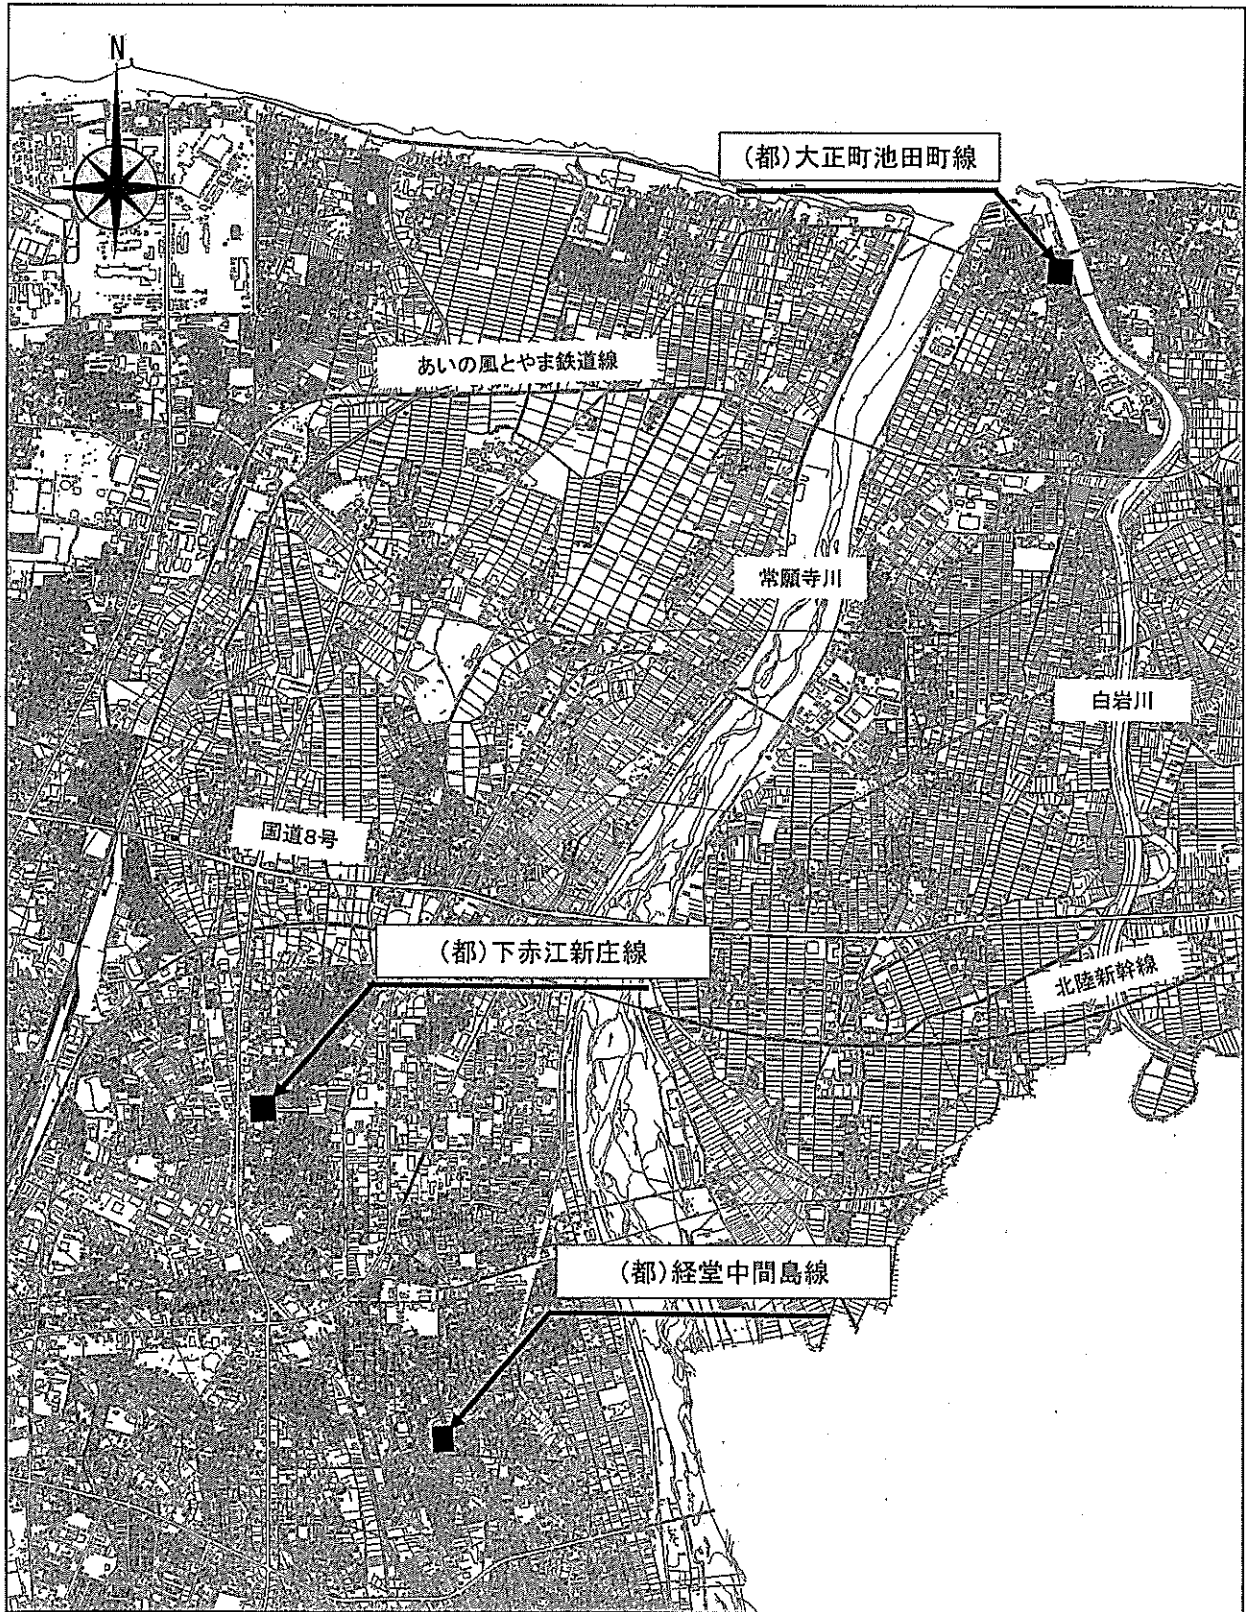 N
(都)大正町池田町線
あいの風とやま鉄道線
常願寺川
白岩川
国道8号
(都)下赤江新庄線
北陸新幹線
(都)経堂中間島線